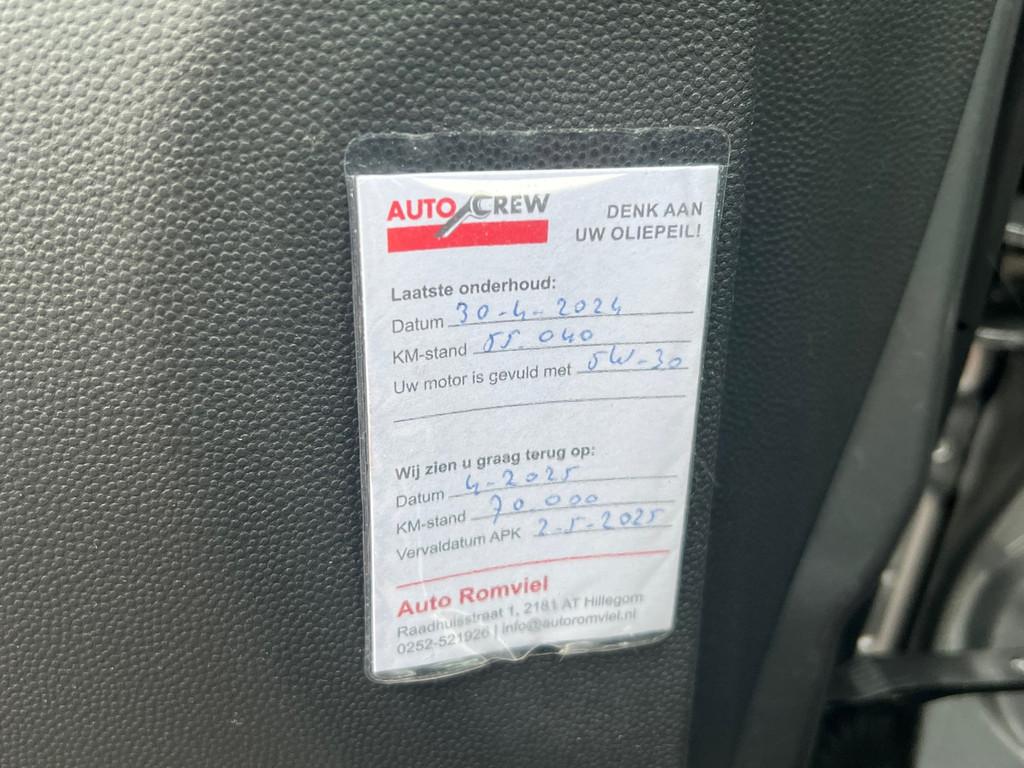 AUTO CREW
DENK AAN
UW OLIEPEIL!
Laatste onderhoud:
Datum 30-4-2024
KM-stand 55.040
Uw motor is gevuld met 5W-30
Wij zien u graag terug op:
Datum 4-2025
KM-stand 70.000
Vervaldatum APK 2-5-2025
Auto Romviel
Raadhuisstraat 1, 2181 AT Hillegom
0252-521926 | info@autoromviel.nl